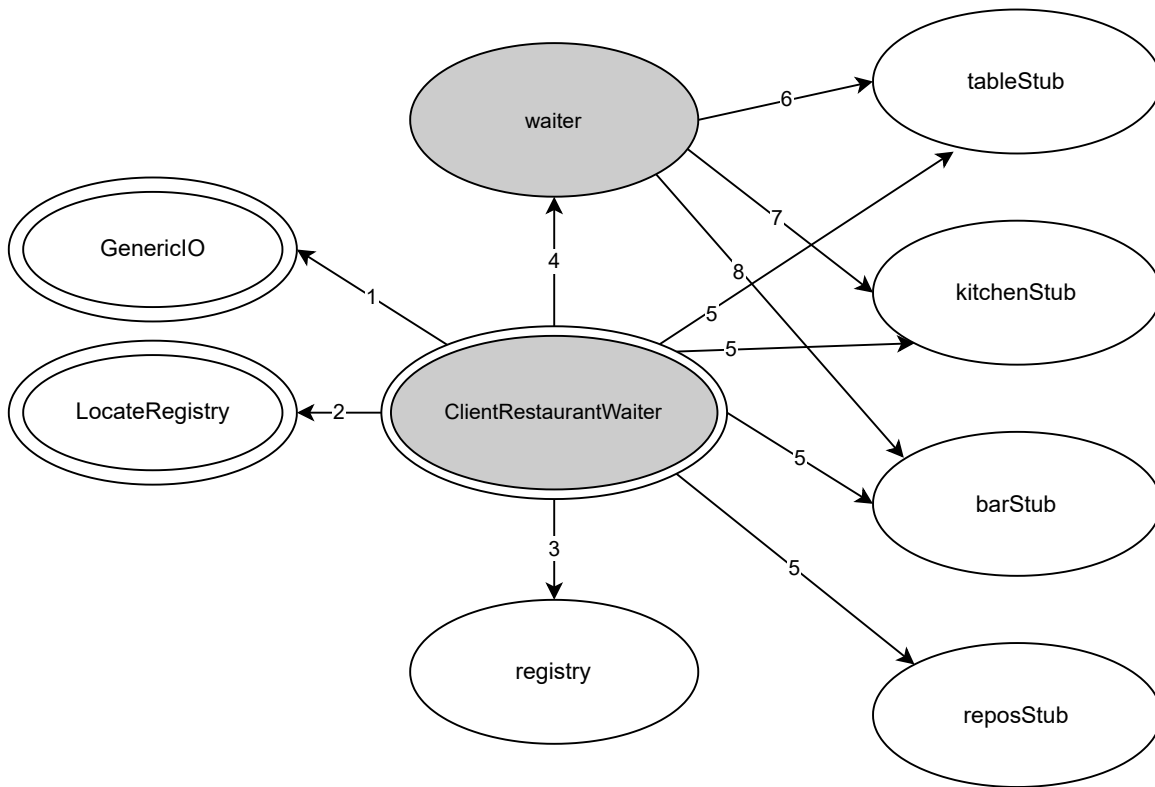 tableStub
waiter
6
7
GenericIO
4
8
kitchenStub
1
5
5
LocateRegistry
2
ClientRestaurantWaiter
5
barStub
3
5
registry
reposStub